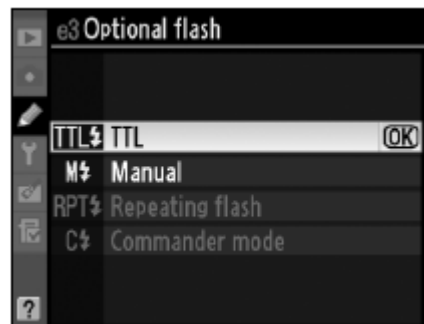 e3 Optional flash
TTL⚡ TTL OK
M⚡ Manual
RPT⚡ Repeating flash
C⚡ Commander mode
?